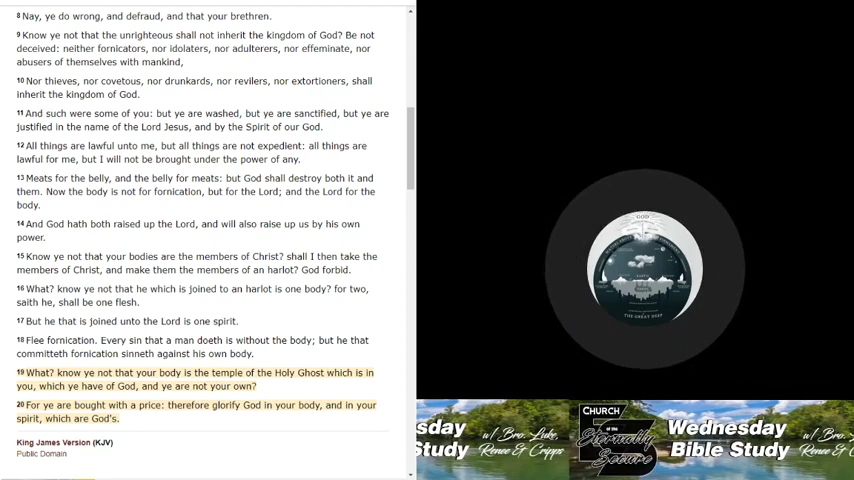 8 Nay, ye do wrong, and defraud, and that your brethren.
9 Know ye not that the unrighteous shall not inherit the kingdom of God? Be not
deceived: neither fornicators, nor idolaters, nor adulterers, nor effeminate, nor
abusers of themselves with mankind,
10 Nor thieves, nor covetous, nor drunkards, nor revilers, nor extortioners, shall
inherit the kingdom of God.
11 And such were some of you: but ye are washed, but ye are sanctified, but ye are
justified in the name of the Lord Jesus, and by the Spirit of our God.
12 All things are lawful unto me, but all things are not expedient: all things are
lawful for me, but I will not be brought under the power of any.
13 Meats for the belly, and the belly for meats: but God shall destroy both it and
them. Now the body is not for fornication, but for the Lord; and the Lord for the
body.
14 And God hath both raised up the Lord, and will also raise up us by his own
power.
15 Know ye not that your bodies are the members of Christ? shall I then take the
members of Christ, and make them the members of an harlot? God forbid.
16 What? know ye not that he which is joined to an harlot is one body? for two,
saith he, shall be one flesh.
17 But he that is joined unto the Lord is one spirit.
18 Flee fornication. Every sin that a man doeth is without the body; but he that
committeth fornication sinneth against his own body.
19 What? know ye not that your body is the temple of the Holy Ghost which is in
you, which ye have of God, and ye are not your own?
20 For ye are bought with a price: therefore glorify God in your body, and in your
spirit, which are God's.
King James Version (KJV)
Public Domain
GOD
EARTH
THE GREAT DEEP
sday
Study
w/ Bro. Luke,
Renee & Cripps
CHURCH
of the
Eternally
Secure
Wednesday
Bible Study
w/ Bro.
Renee & C